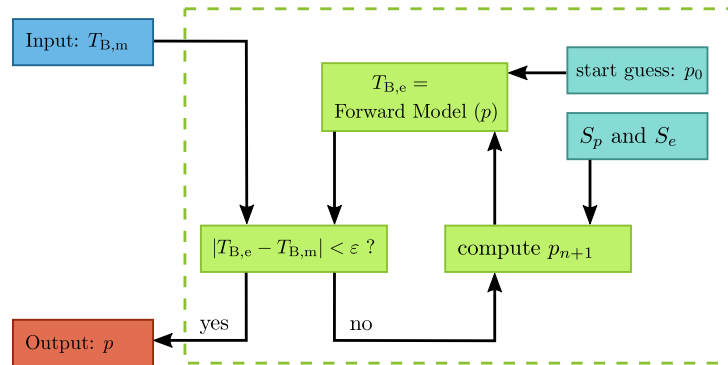 Input: T_{B,m}
start guess: p_0
T_{B,e} =
Forward Model (p)
S_p and S_e
|T_{B,e} − T_{B,m}| < ε ?
compute p_{n+1}
yes
no
Output: p